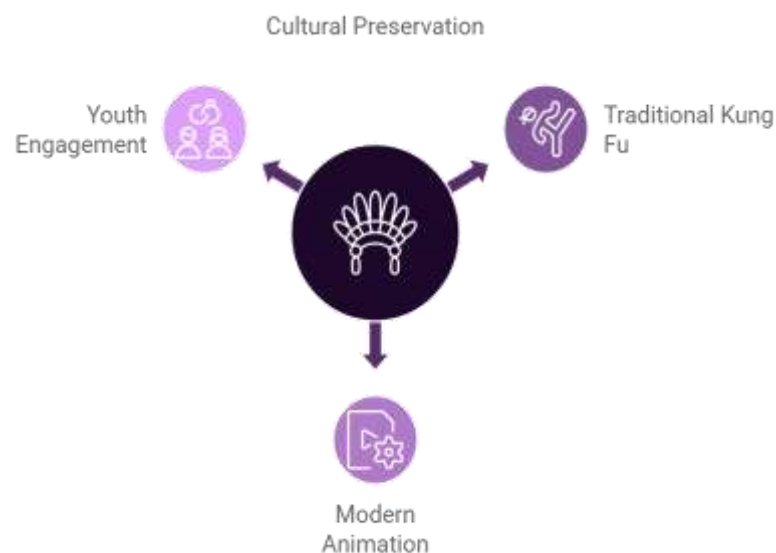 Cultural Preservation
Youth
Engagement
Traditional Kung
Fu
Modern
Animation